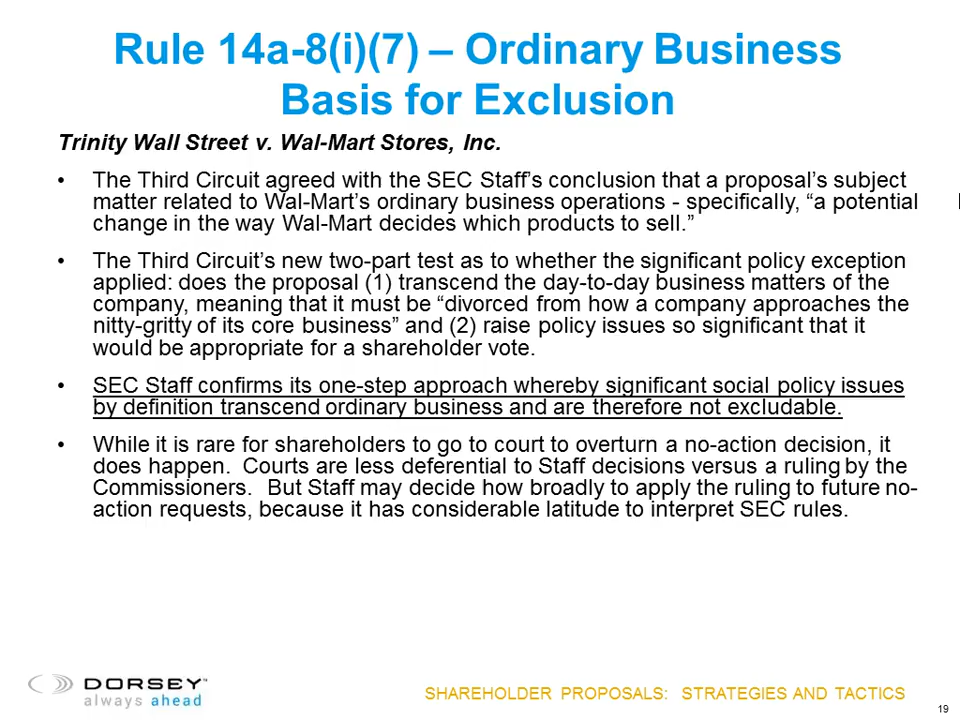 Rule 14a-8(i)(7) – Ordinary Business
Basis for Exclusion
Trinity Wall Street v. Wal-Mart Stores, Inc.
• The Third Circuit agreed with the SEC Staff’s conclusion that a proposal’s subject
matter related to Wal-Mart’s ordinary business operations - specifically, “a potential
change in the way Wal-Mart decides which products to sell.”
• The Third Circuit’s new two-part test as to whether the significant policy exception
applied: does the proposal (1) transcend the day-to-day business matters of the
company, meaning that it must be “divorced from how a company approaches the
nitty-gritty of its core business” and (2) raise policy issues so significant that it
would be appropriate for a shareholder vote.
• SEC Staff confirms its one-step approach whereby significant social policy issues
by definition transcend ordinary business and are therefore not excludable.
• While it is rare for shareholders to go to court to overturn a no-action decision, it
does happen.  Courts are less deferential to Staff decisions versus a ruling by the
Commissioners.  But Staff may decide how broadly to apply the ruling to future no-
action requests, because it has considerable latitude to interpret SEC rules.
DORSEY™
always ahead
SHAREHOLDER PROPOSALS:  STRATEGIES AND TACTICS
19